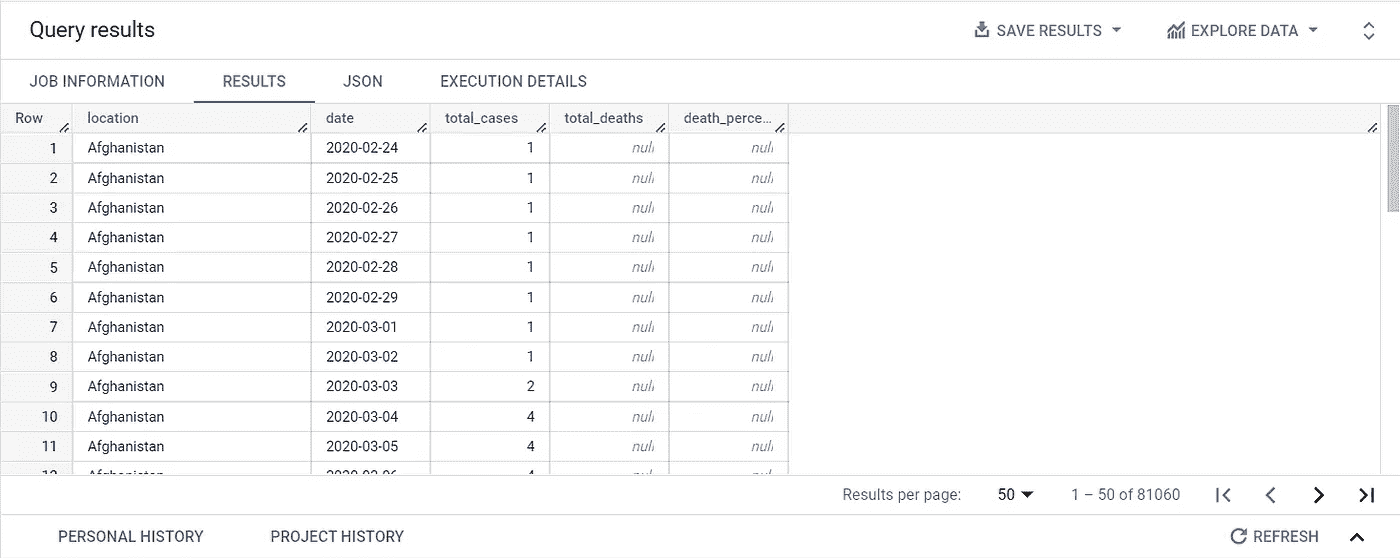 Query results SAVE RESULTS EXPLORE DATA
JOB INFORMATION RESULTS JSON EXECUTION DETAILS
Row location date total_cases total_deaths death_perce...
1 Afghanistan 2020-02-24 1 null null
2 Afghanistan 2020-02-25 1 null null
3 Afghanistan 2020-02-26 1 null null
4 Afghanistan 2020-02-27 1 null null
5 Afghanistan 2020-02-28 1 null null
6 Afghanistan 2020-02-29 1 null null
7 Afghanistan 2020-03-01 1 null null
8 Afghanistan 2020-03-02 1 null null
9 Afghanistan 2020-03-03 2 null null
10 Afghanistan 2020-03-04 4 null null
11 Afghanistan 2020-03-05 4 null null
Results per page: 50 1 – 50 of 81060
PERSONAL HISTORY PROJECT HISTORY REFRESH